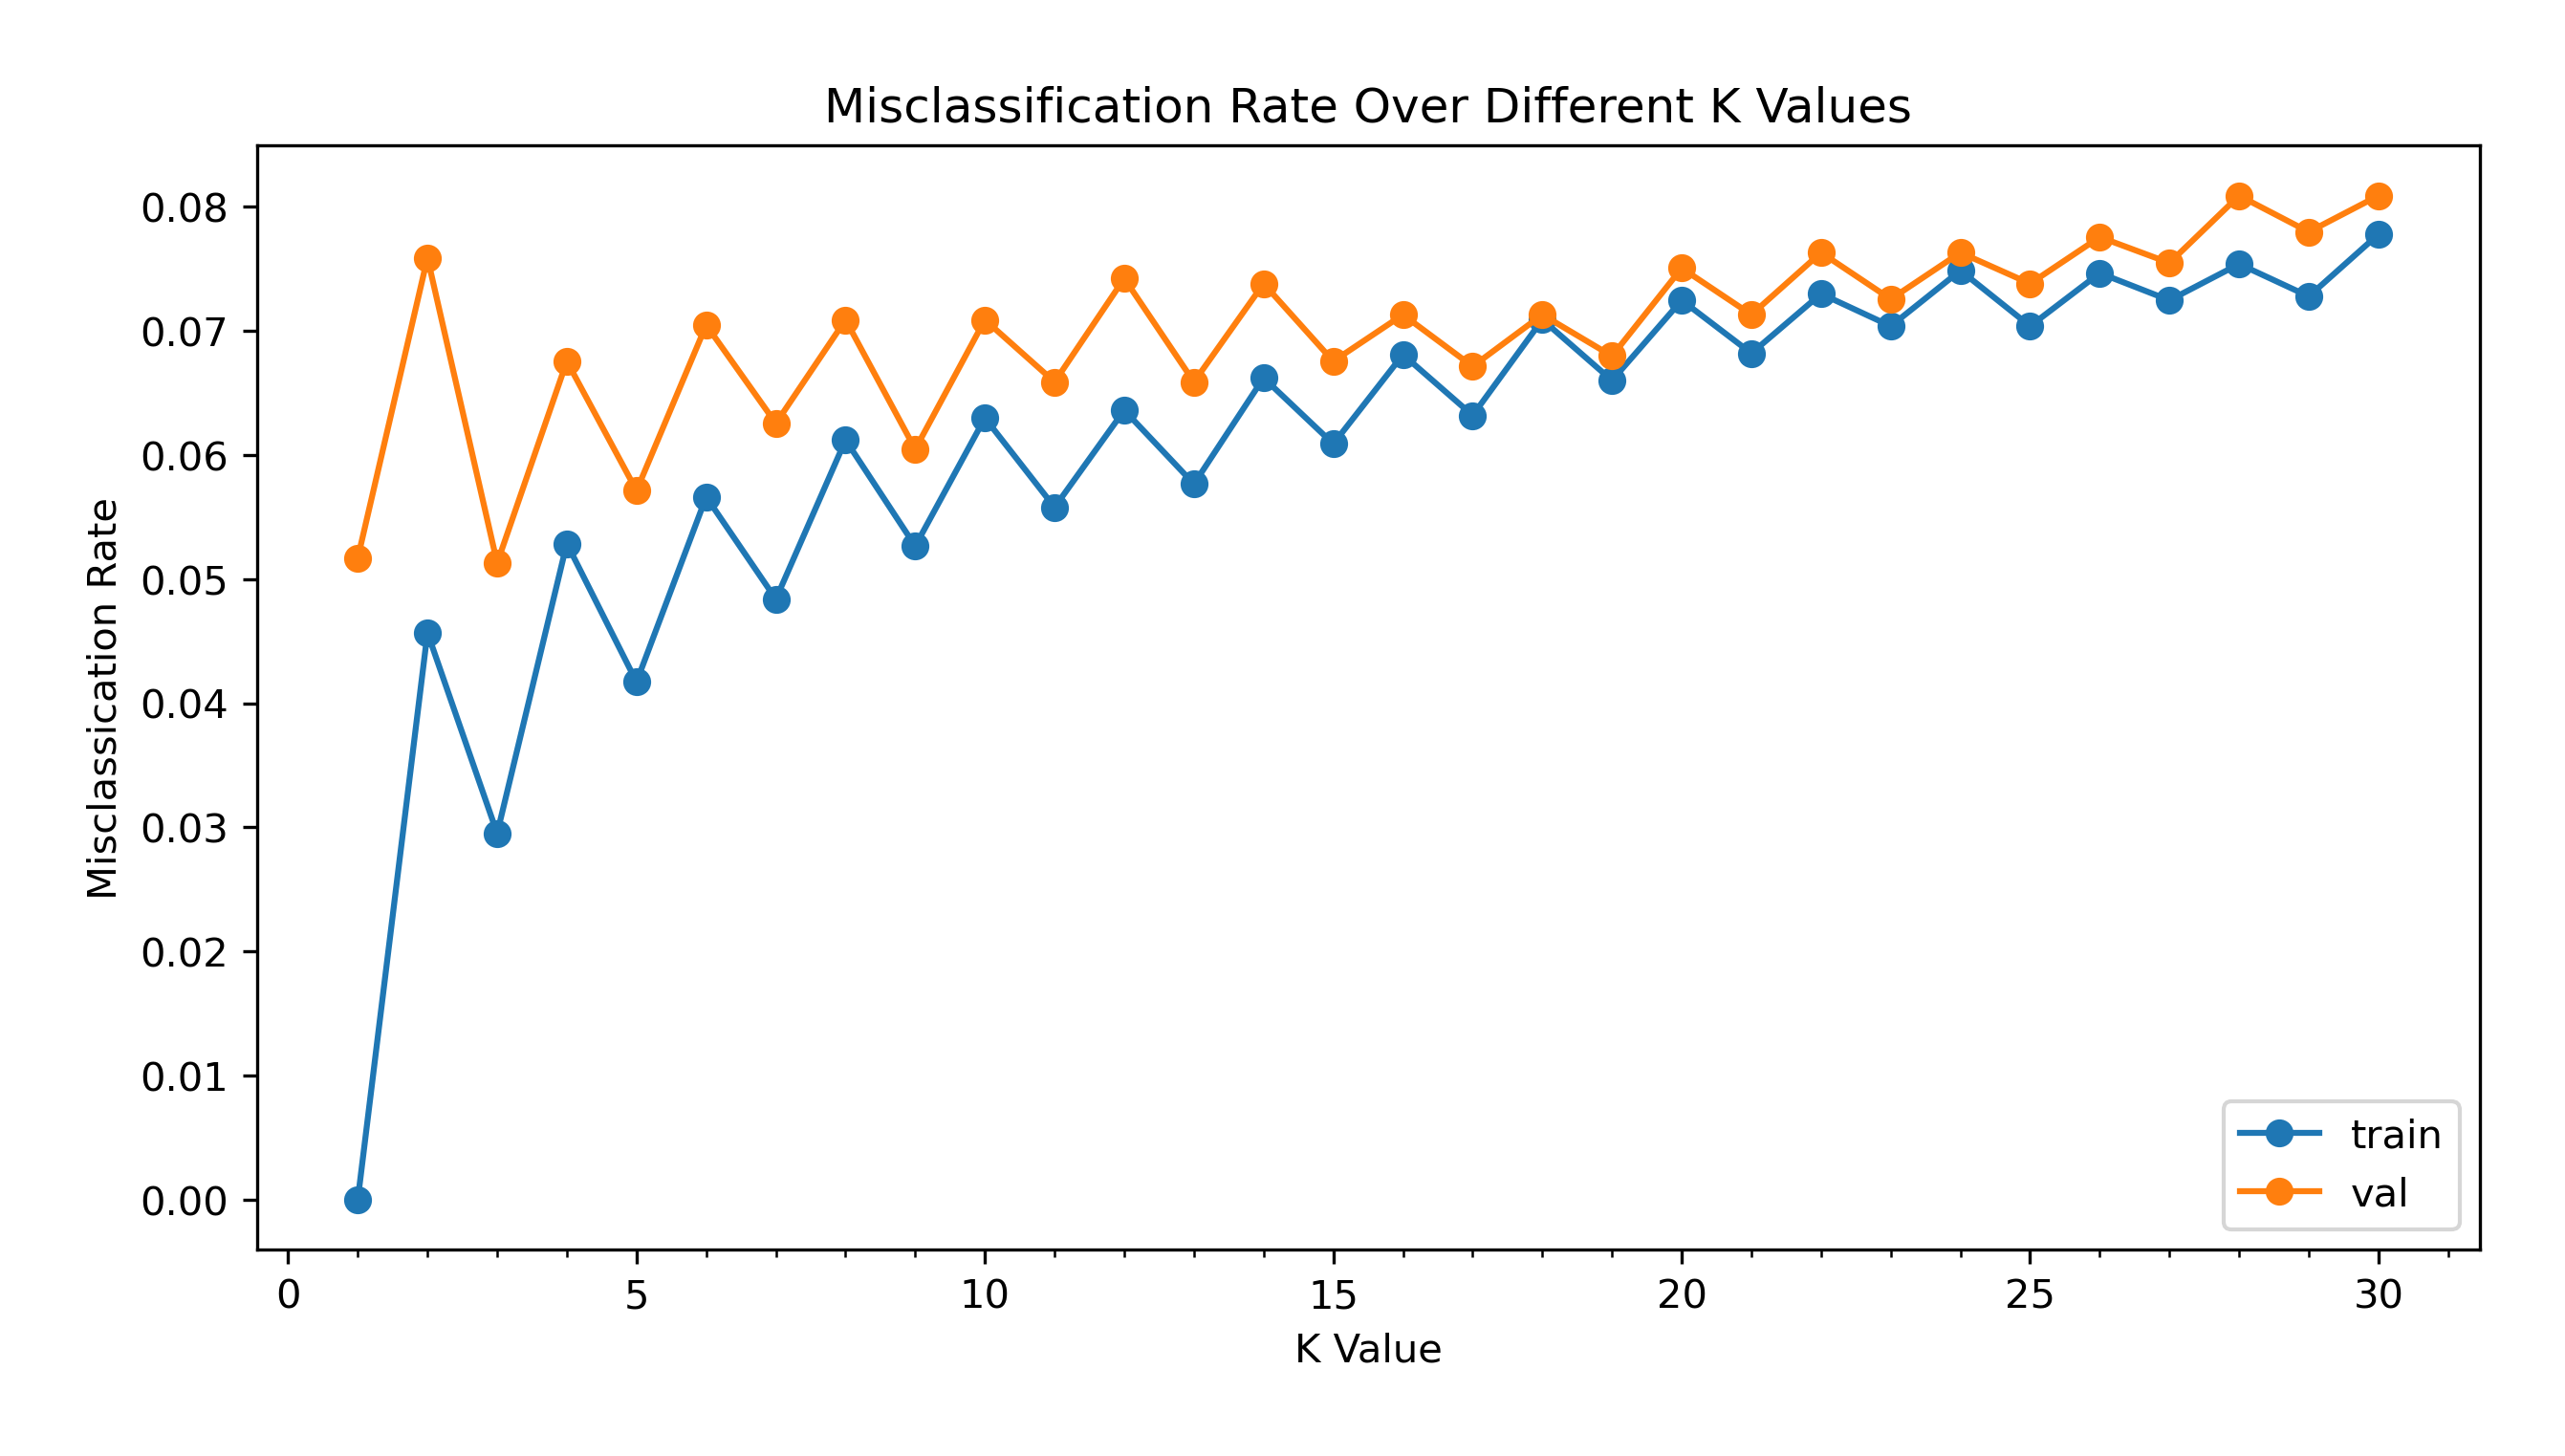 Misclassification Rate Over Different K Values
Misclassication Rate
0.08
0.07
0.06
0.05
0.04
0.03
0.02
0.01
0.00
0 5 10 15 20 25 30
K Value
train
val